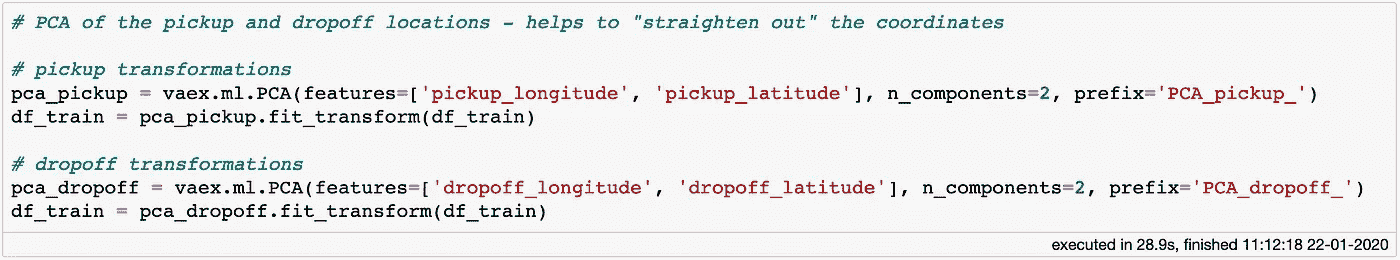 # PCA of the pickup and dropoff locations - helps to "straighten out" the coordinates
# pickup transformations
pca_pickup = vaex.ml.PCA(features=['pickup_longitude', 'pickup_latitude'], n_components=2, prefix='PCA_pickup_')
df_train = pca_pickup.fit_transform(df_train)
# dropoff transformations
pca_dropoff = vaex.ml.PCA(features=['dropoff_longitude', 'dropoff_latitude'], n_components=2, prefix='PCA_dropoff_')
df_train = pca_dropoff.fit_transform(df_train)
executed in 28.9s, finished 11:12:18 22-01-2020